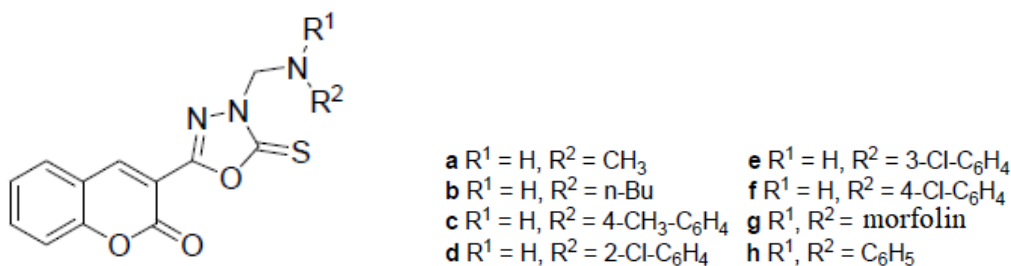 R¹
N
R²
N
N
S
O
O
O
a R¹ = H, R² = CH₃
b R¹ = H, R² = n-Bu
c R¹ = H, R² = 4-CH₃-C₆H₄
d R¹ = H, R² = 2-Cl-C₆H₄
e R¹ = H, R² = 3-Cl-C₆H₄
f R¹ = H, R² = 4-Cl-C₆H₄
g R¹, R² = morfolin
h R¹, R² = C₆H₅